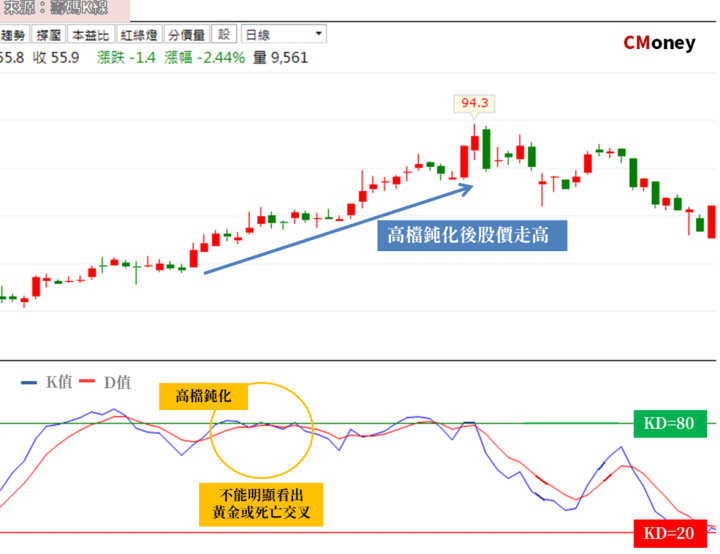 來源：籌碼K線
趨勢 撐壓 本益比 紅綠燈 分價量 設 日線
55.8 收 55.9 漲跌 -1.4 漲幅 -2.44% 量 9,561
CMoney
94.3
高檔鈍化後股價走高
K值 D值
高檔鈍化
KD=80
不能明顯看出
黃金或死亡交叉
KD=20